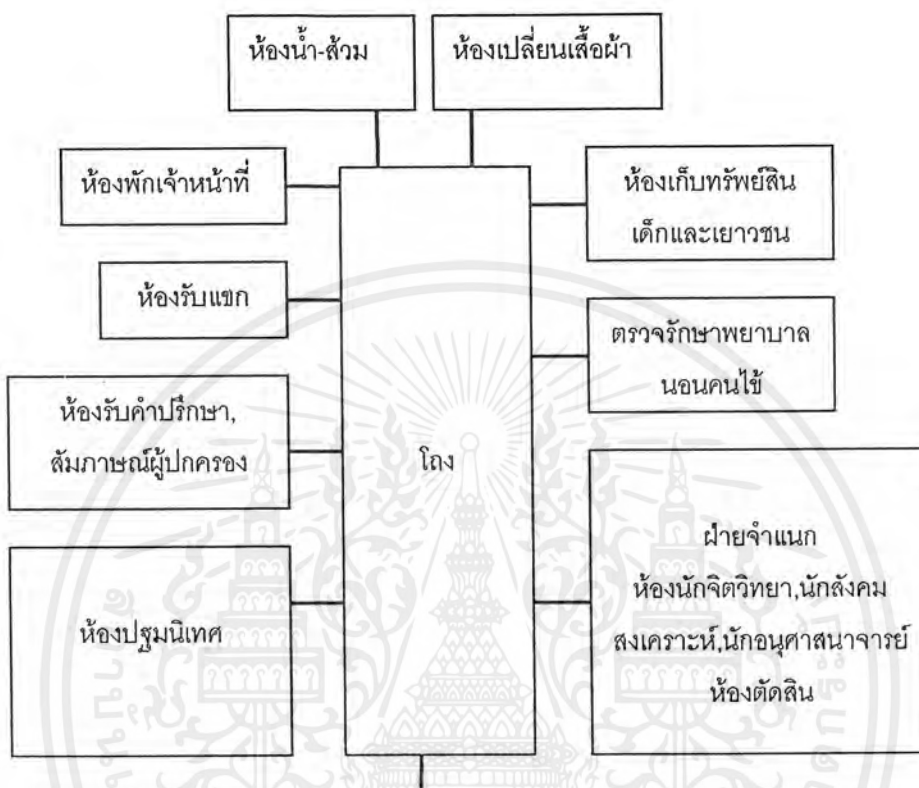 ห้องน้ำ-ส้วม
ห้องเปลี่ยนเสื้อผ้า
ห้องพักเจ้าหน้าที่
ห้องเก็บทรัพย์สิน
เด็กและเยาวชน
ห้องรับแขก
ตรวจรักษาพยาบาล
นอนคนไข้
ห้องรับคำปรึกษา,
สัมภาษณ์ผู้ปกครอง
โถง
ฝ่ายจำแนก
ห้องนักจิตวิทยา,นักสังคม
สงเคราะห์,นักอนุศาสนาจารย์
ห้องตัดสิน
ห้องปฐมนิเทศ